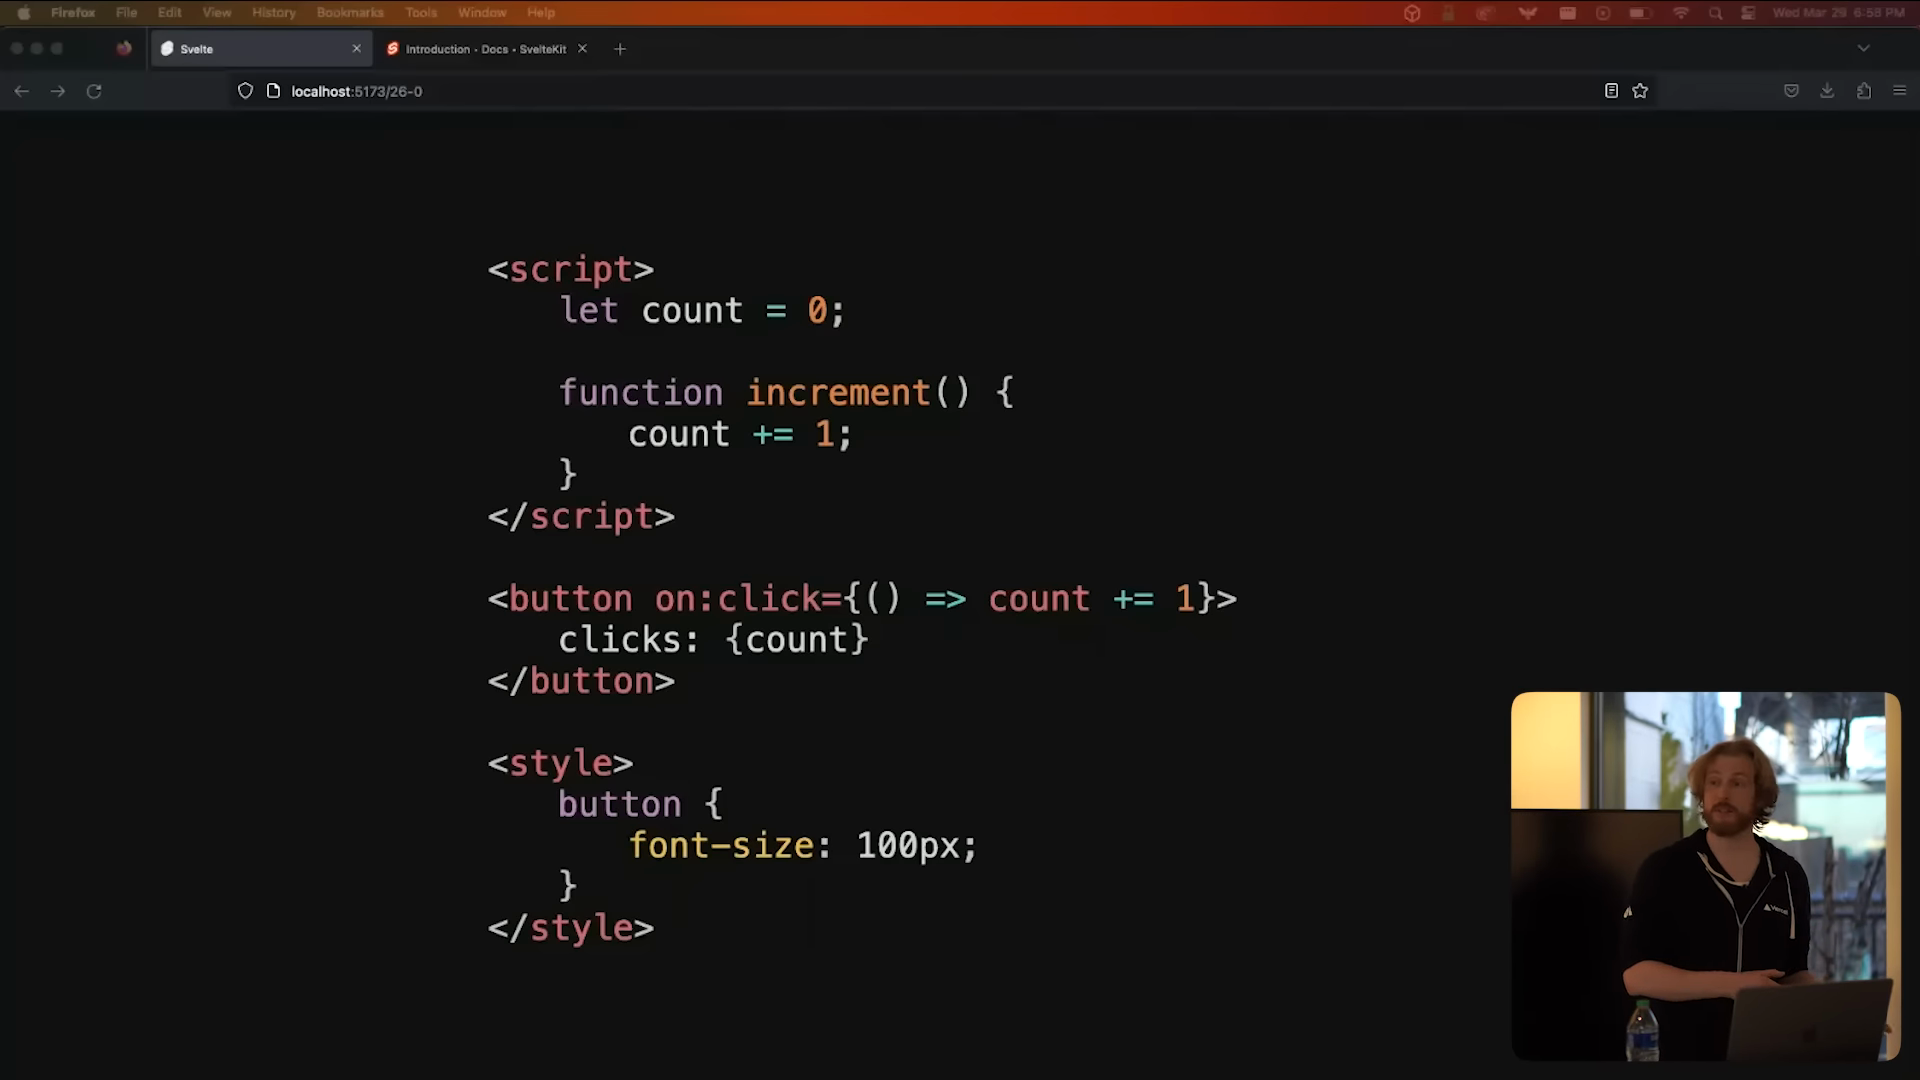 Firefox File Edit View History Bookmarks Tools Window Help Wed Mar 29 6:58 PM
Svelte Introduction - Docs • SvelteKit
localhost:5173/26-0
<script>
let count = 0;
function increment() {
count += 1;
}
</script>
<button on:click={() => count += 1}>
clicks: {count}
</button>
<style>
button {
font-size: 100px;
}
</style>